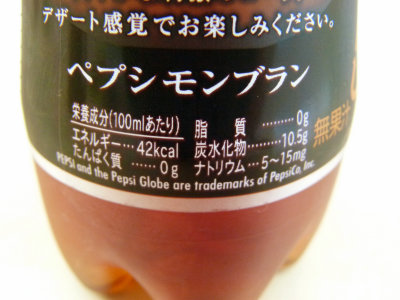 デザート感覚でお楽しみください。
ペプシモンブラン
栄養成分(100mlあたり)
エネルギー…42kcal
たんぱく質……0g
脂質………0g
炭水化物……10.5g
ナトリウム…5~15mg
無果汁
PEPSI and the Pepsi Globe are trademarks of PepsiCo, Inc.